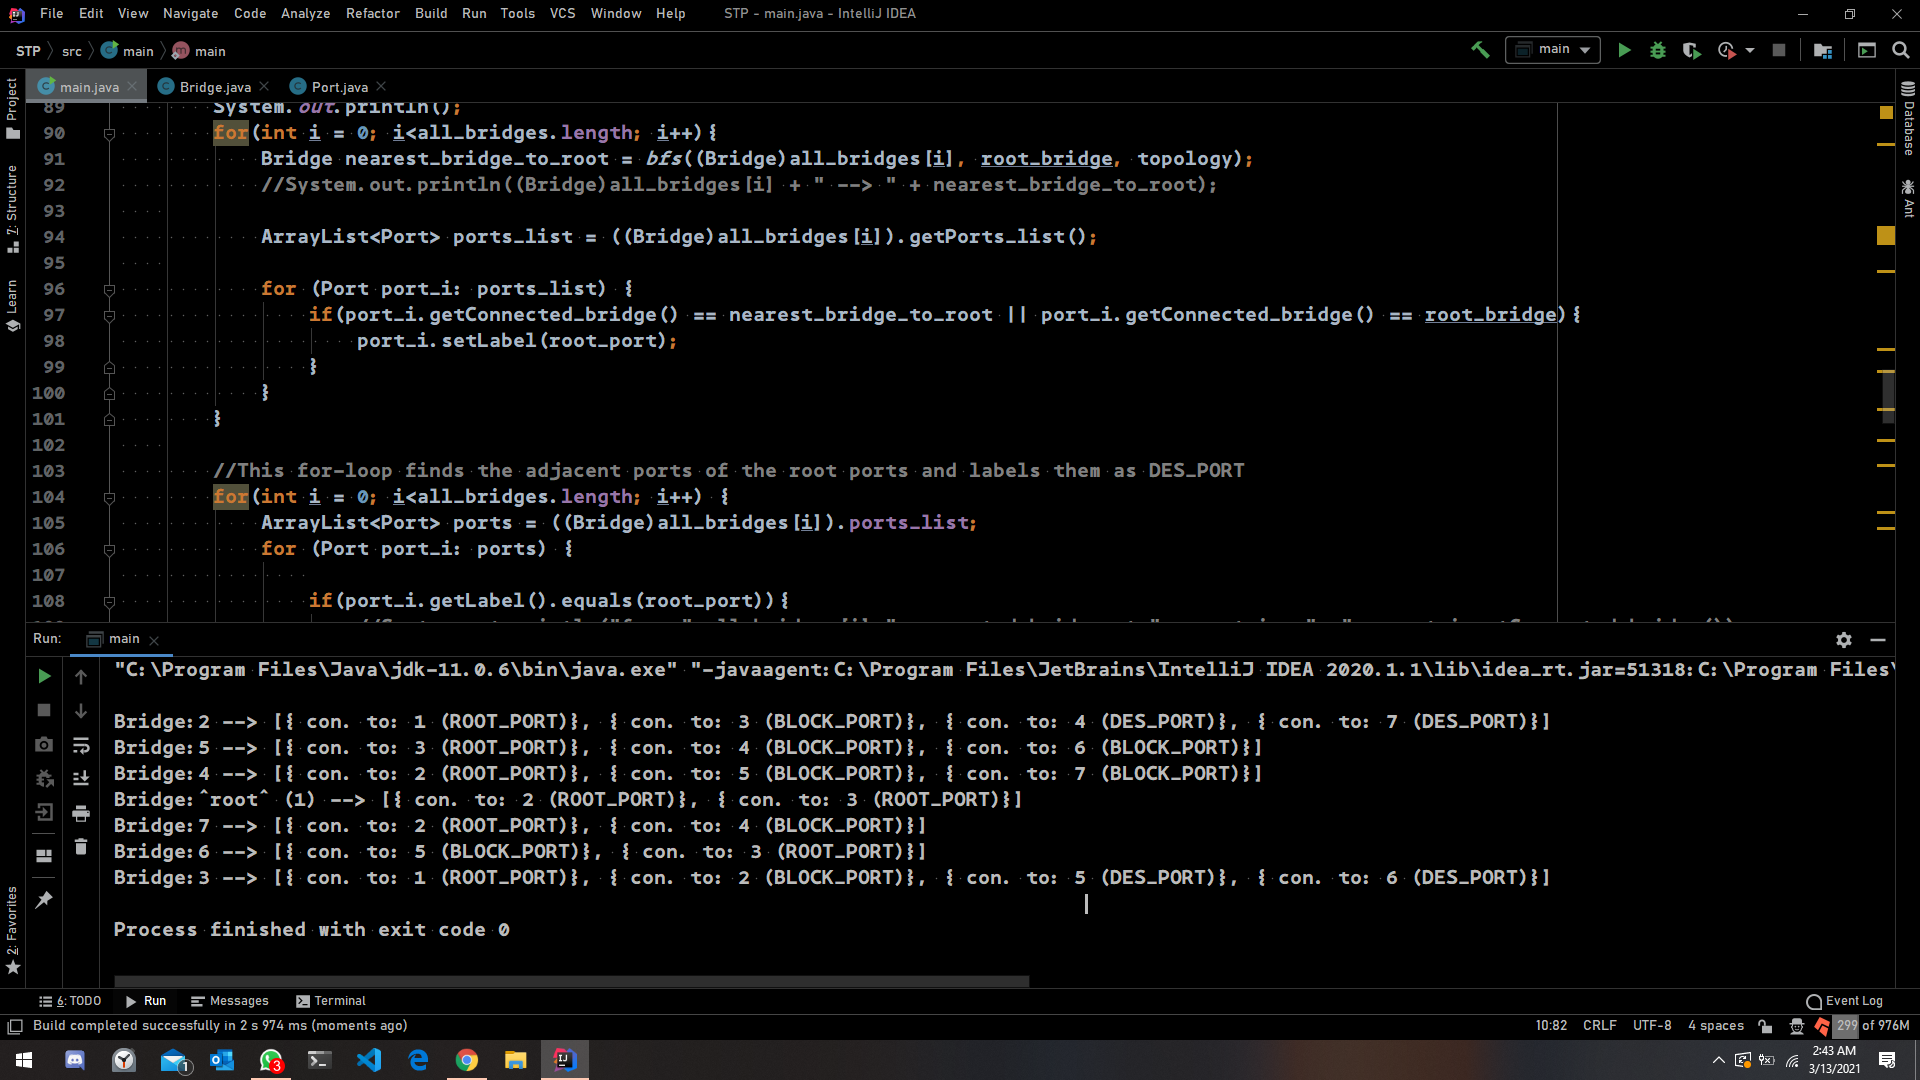 File Edit View Navigate Code Analyze Refactor Build Run Tools VCS Window Help STP - main.java - IntelliJ IDEA
STP src main main
main
main.java Bridge.java Port.java
Project
7: Structure
Learn
2: Favorites
Database
Ant
89 System.out.println();
90 for(int i = 0; i<all_bridges.length; i++){
91 Bridge nearest_bridge_to_root = bfs((Bridge)all_bridges[i], root_bridge, topology);
92 //System.out.println((Bridge)all_bridges[i] + " --> " + nearest_bridge_to_root);
93
94 ArrayList<Port> ports_list = ((Bridge)all_bridges[i]).getPorts_list();
95
96 for (Port port_i: ports_list) {
97 if(port_i.getConnected_bridge() == nearest_bridge_to_root || port_i.getConnected_bridge() == root_bridge){
98 port_i.setLabel(root_port);
99 }
100 }
101 }
102
103 //This for-loop finds the adjacent ports of the root ports and labels them as DES_PORT
104 for(int i = 0; i<all_bridges.length; i++) {
105 ArrayList<Port> ports = ((Bridge)all_bridges[i]).ports_list;
106 for (Port port_i: ports) {
107
108 if(port_i.getLabel().equals(root_port)){
Run: main
"C:\Program Files\Java\jdk-11.0.6\bin\java.exe" "-javaagent:C:\Program Files\JetBrains\IntelliJ IDEA 2020.1.1\lib\idea_rt.jar=51318:C:\Program Files\
Bridge:2 --> [{ con. to: 1 (ROOT_PORT)}, { con. to: 3 (BLOCK_PORT)}, { con. to: 4 (DES_PORT)}, { con. to: 7 (DES_PORT)}]
Bridge:5 --> [{ con. to: 3 (ROOT_PORT)}, { con. to: 4 (BLOCK_PORT)}, { con. to: 6 (BLOCK_PORT)}]
Bridge:4 --> [{ con. to: 2 (ROOT_PORT)}, { con. to: 5 (BLOCK_PORT)}, { con. to: 7 (BLOCK_PORT)}]
Bridge:^root^ (1) --> [{ con. to: 2 (ROOT_PORT)}, { con. to: 3 (ROOT_PORT)}]
Bridge:7 --> [{ con. to: 2 (ROOT_PORT)}, { con. to: 4 (BLOCK_PORT)}]
Bridge:6 --> [{ con. to: 5 (BLOCK_PORT)}, { con. to: 3 (ROOT_PORT)}]
Bridge:3 --> [{ con. to: 1 (ROOT_PORT)}, { con. to: 2 (BLOCK_PORT)}, { con. to: 5 (DES_PORT)}, { con. to: 6 (DES_PORT)}]
Process finished with exit code 0
6: TODO Run Messages Terminal Event Log
Build completed successfully in 2 s 974 ms (moments ago) 10:82 CRLF UTF-8 4 spaces 299 of 976M
1 3 2:43 AM
3/13/2021